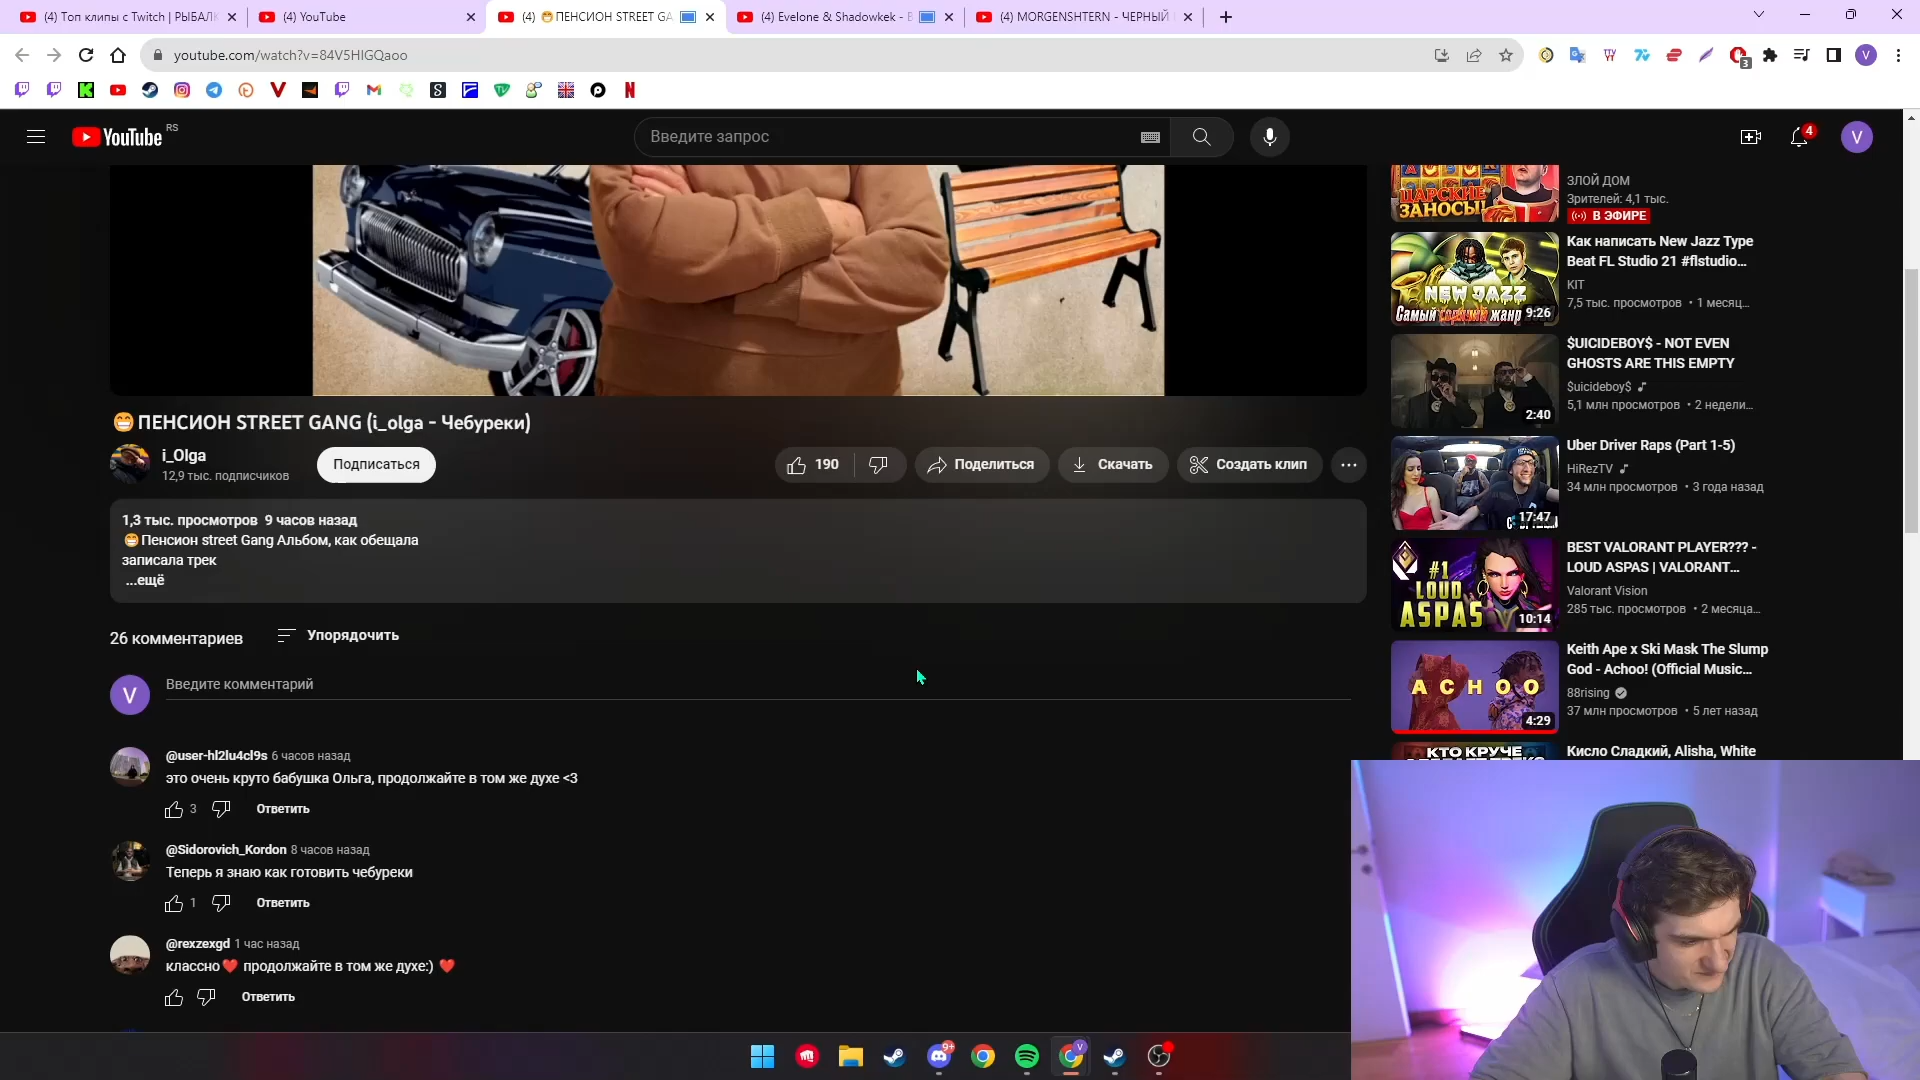 (4) Топ клипы с Twitch | РЫБАЛК
(4) YouTube
(4) 😁ПЕНСИОН STREET GA
(4) Evelone & Shadowkek - B
(4) MORGENSHTERN - ЧЕРНЫЙ
youtube.com/watch?v=84V5HIGQaoo
3
V
YouTube RS
Введите запрос
4
V
ЦАРСКИЕ
ЗАНОСЫ!
ЗЛОЙ ДОМ
Зрителей: 4,1 тыс.
В ЭФИРЕ
NEW JAZZ
Самый горячий жанр
9:26
Как написать New Jazz Type
Beat FL Studio 21 #flstudio…
KIT
7,5 тыс. просмотров • 1 месяц…
2:40
$UICIDEBOY$ - NOT EVEN
GHOSTS ARE THIS EMPTY
$uicideboy$
5,1 млн просмотров • 2 недели…
17:47
Uber Driver Raps (Part 1-5)
HiRezTV
34 млн просмотров • 3 года назад
#1
LOUD
ASPAS
10:14
BEST VALORANT PLAYER??? -
LOUD ASPAS | VALORANT…
Valorant Vision
285 тыс. просмотров • 2 месяца…
ACHOO
4:29
Keith Ape x Ski Mask The Slump
God - Achoo! (Official Music…
88rising
37 млн просмотров • 5 лет назад
КТО КРУЧЕ
Кисло Сладкий, Alisha, White
😁ПЕНСИОН STREET GANG (i_olga - Чебуреки)
i_Olga
12,9 тыс. подписчиков
Подписаться
190
Поделиться
Скачать
Создать клип
1,3 тыс. просмотров 9 часов назад
😁Пенсион street Gang Альбом, как обещала
записала трек
...ещё
26 комментариев
Упорядочить
V
Введите комментарий
@user-hl2lu4cl9s 6 часов назад
это очень круто бабушка Ольга, продолжайте в том же духе <3
3
Ответить
@Sidorovich_Kordon 8 часов назад
Теперь я знаю как готовить чебуреки
1
Ответить
@rexzexgd 1 час назад
классно❤️ продолжайте в том же духе:) ❤️
Ответить
9+
V